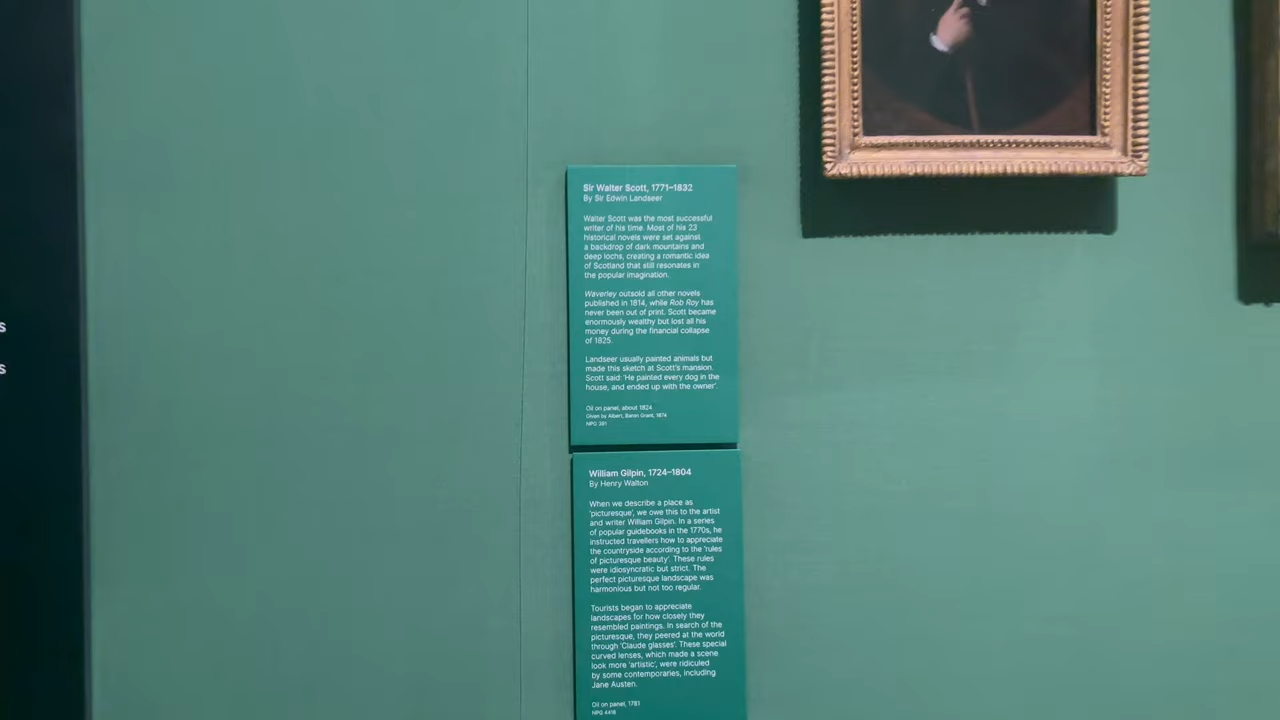 s
s
Sir Walter Scott, 1771–1832
By Sir Edwin Landseer
Walter Scott was the most successful
writer of his time. Most of his 23
historical novels were set against
a backdrop of dark mountains and
deep lochs, creating a romantic idea
of Scotland that still resonates in
the popular imagination.
Waverley outsold all other novels
published in 1814, while Rob Roy has
never been out of print. Scott became
enormously wealthy but lost all his
money during the financial collapse
of 1825.
Landseer usually painted animals but
made this sketch at Scott's mansion.
Scott said: 'He painted every dog in the
house, and ended up with the owner'.
Oil on panel, about 1824
Given by Albert, Baron Grant, 1874
NPG 391
William Gilpin, 1724–1804
By Henry Walton
When we describe a place as
'picturesque', we owe this to the artist
and writer William Gilpin. In a series
of popular guidebooks in the 1770s, he
instructed travellers how to appreciate
the countryside according to the 'rules
of picturesque beauty'. These rules
were idiosyncratic but strict. The
perfect picturesque landscape was
harmonious but not too regular.
Tourists began to appreciate
landscapes for how closely they
resembled paintings. In search of the
picturesque, they peered at the world
through 'Claude glasses'. These special
curved lenses, which made a scene
look more 'artistic', were ridiculed
by some contemporaries, including
Jane Austen.
Oil on panel, 1781
NPG 4418